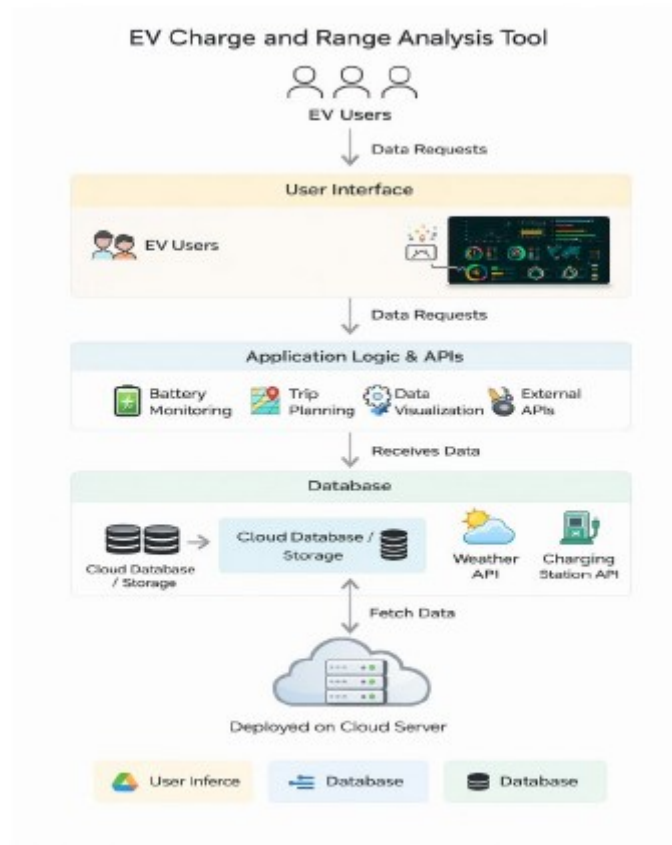 EV Charge and Range Analysis Tool
EV Users
Data Requests
User Interface
EV Users
Data Requests
Application Logic & APIs
Battery
Monitoring
Trip
Planning
Data
Visualization
External
APIs
Receives Data
Database
Cloud Database
/ Storage
Cloud Database /
Storage
Weather
API
Charging
Station API
Fetch Data
Deployed on Cloud Server
User Inferce
Database
Database